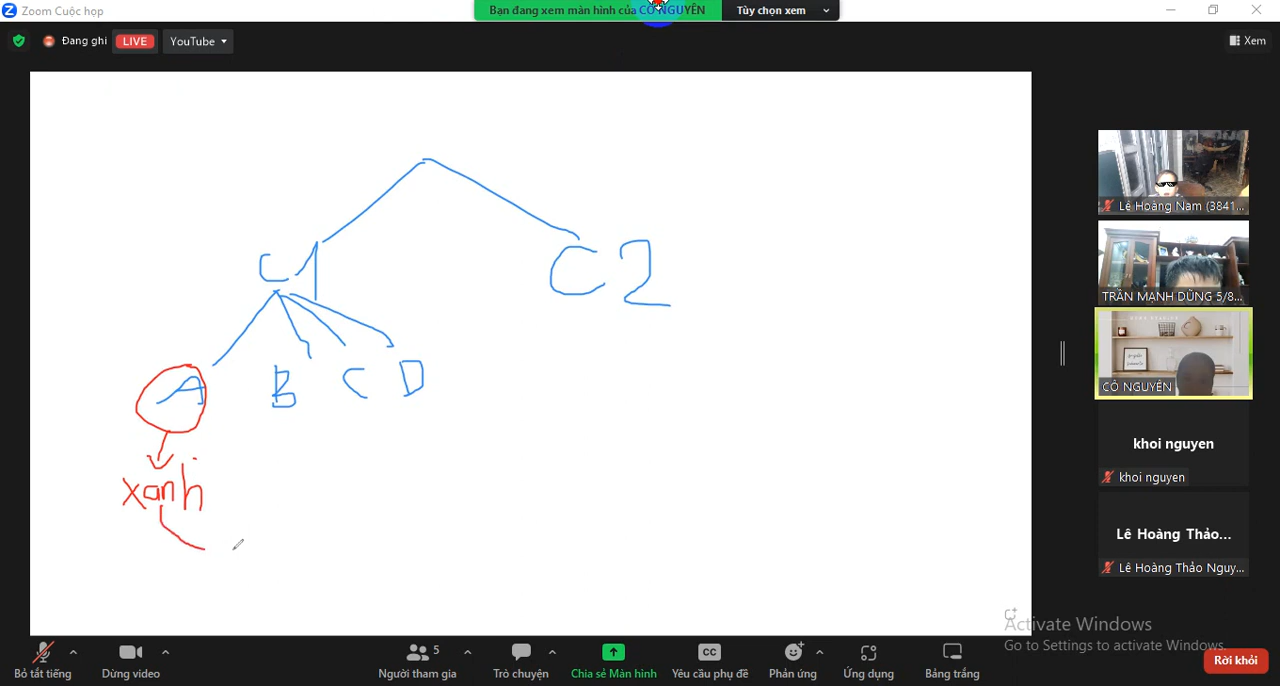 Zoom Cuộc họp
Bạn đang xem màn hình của CỎ NGUYÊN
Tùy chọn xem
Đang ghi
LIVE
YouTube
Xem
C1
C2
A B C D
xanh
Lê Hoàng Nam (3841...
TRẦN MẠNH DŨNG 5/8...
CỎ NGUYÊN
khoi nguyen
khoi nguyen
Lê Hoàng Thảo...
Lê Hoàng Thảo Nguy...
Activate Windows
Go to Settings to activate Windows.
Bỏ tắt tiếng
Dừng video
5
Người tham gia
Trò chuyện
Chia sẻ Màn hình
CC
Yêu cầu phụ đề
Phản ứng
Ứng dụng
Bảng trắng
Rời khỏi